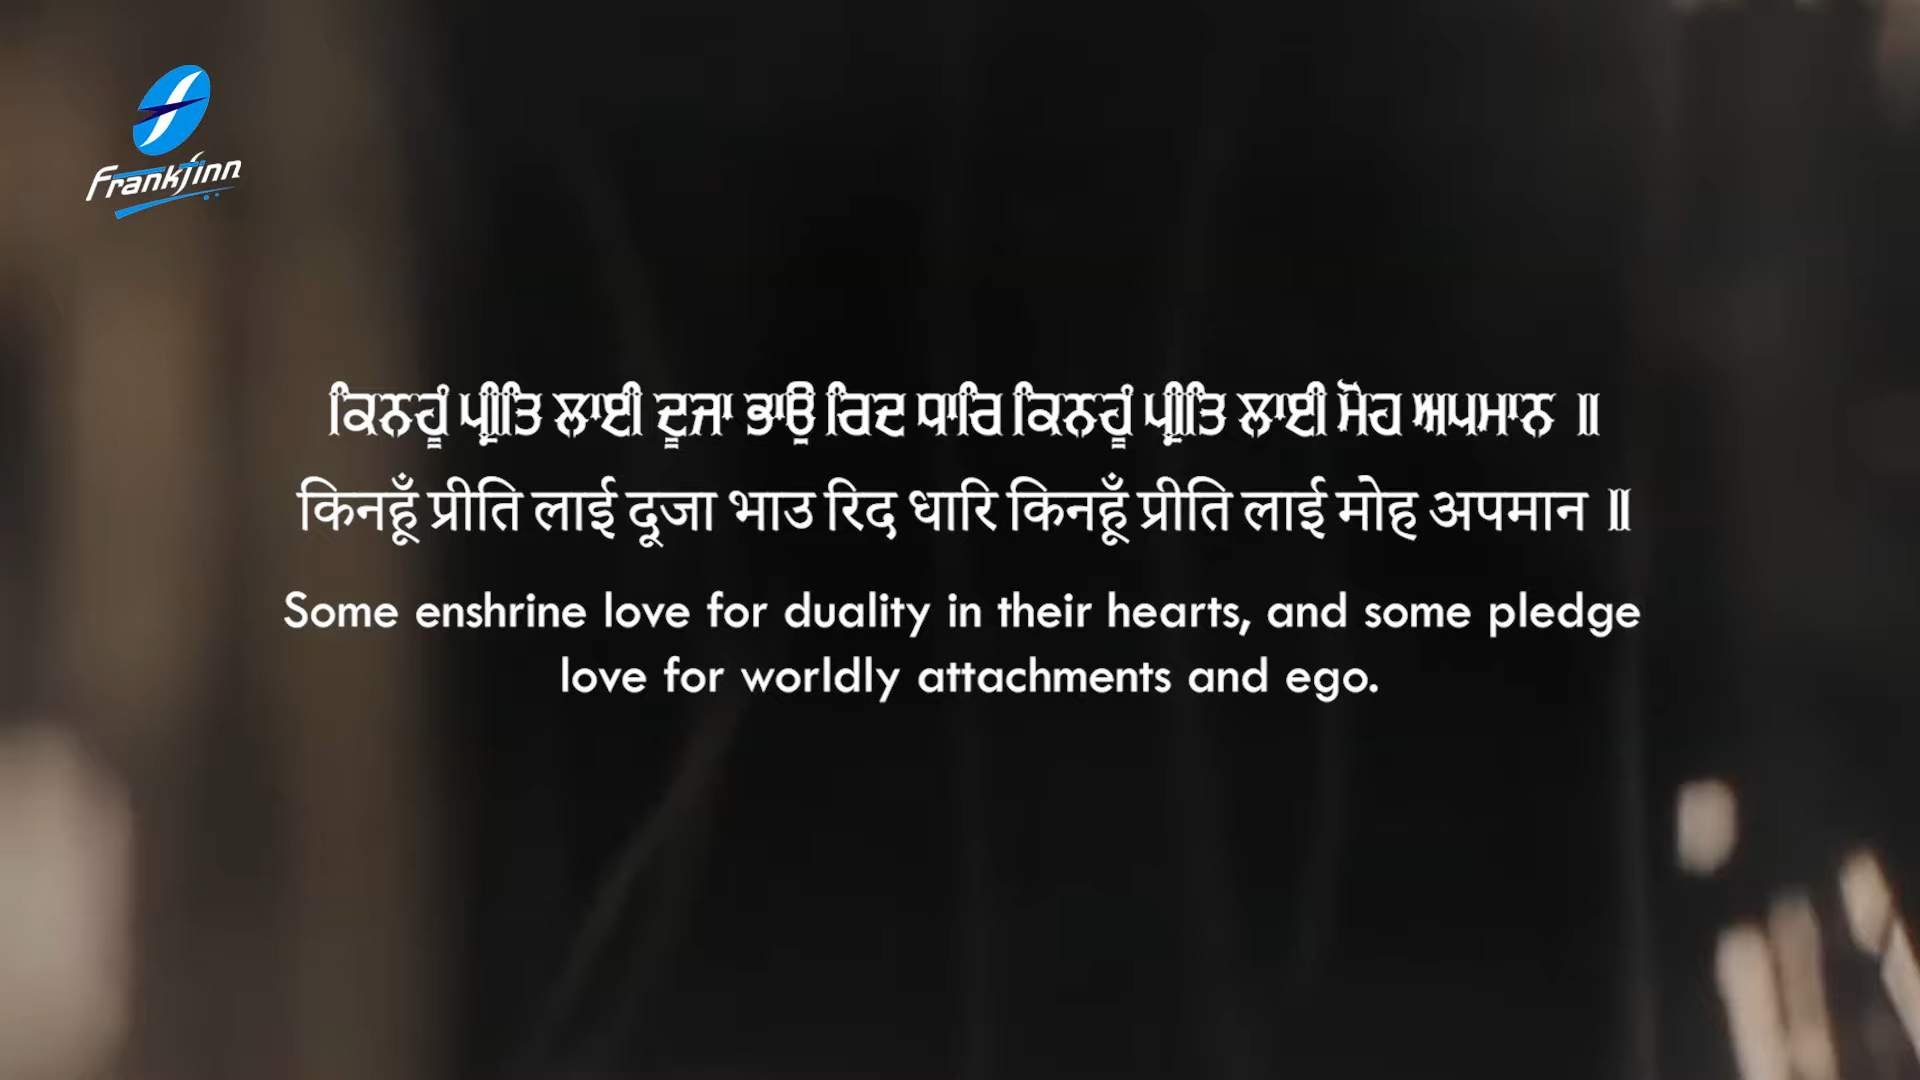 Frankfinn
ਕਿਨਹੂੰ ਪ੍ਰੀਤਿ ਲਾਈ ਦੂਜਾ ਭਾਉ ਰਿਦ ਧਾਰਿ ਕਿਨਹੂੰ ਪ੍ਰੀਤਿ ਲਾਈ ਮੋਹ ਅਪਮਾਨ ॥
किनहूँ प्रीति लाई दूजा भाउ रिद धारि किनहूँ प्रीति लाई मोह अपमान ॥
Some enshrine love for duality in their hearts, and some pledge
love for worldly attachments and ego.